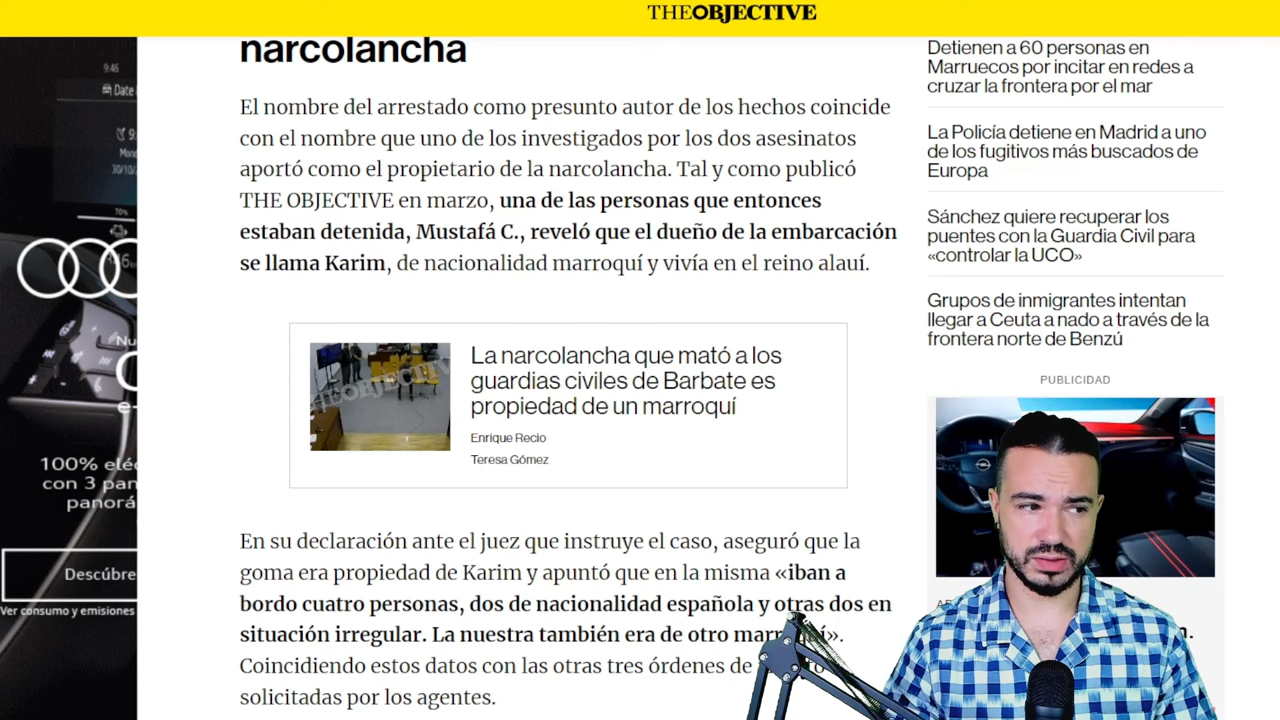 THEOBJECTIVE
narcolancha
El nombre del arrestado como presunto autor de los hechos coincide
con el nombre que uno de los investigados por los dos asesinatos
aportó como el propietario de la narcolancha. Tal y como publicó
THE OBJECTIVE en marzo, una de las personas que entonces
estaban detenida, Mustafá C., reveló que el dueño de la embarcación
se llama Karim, de nacionalidad marroquí y vivía en el reino alauí.
La narcolancha que mató a los
guardias civiles de Barbate es
propiedad de un marroquí
Enrique Recio
Teresa Gómez
En su declaración ante el juez que instruye el caso, aseguró que la
goma era propiedad de Karim y apuntó que en la misma «iban a
bordo cuatro personas, dos de nacionalidad española y otras dos en
situación irregular. La nuestra también era de otro
Coincidiendo estos datos con las otras tres órdenes de
solicitadas por los agentes.
Detienen a 60 personas en
Marruecos por incitar en redes a
cruzar la frontera por el mar
La Policía detiene en Madrid a uno
de los fugitivos más buscados de
Europa
Sánchez quiere recuperar los
puentes con la Guardia Civil para
«controlar la UCO»
Grupos de inmigrantes intentan
llegar a Ceuta a nado a través de la
frontera norte de Benzú
PUBLICIDAD
9:46
Date
30/10/
70%
100%
con 3
Ver consumo y emisiones